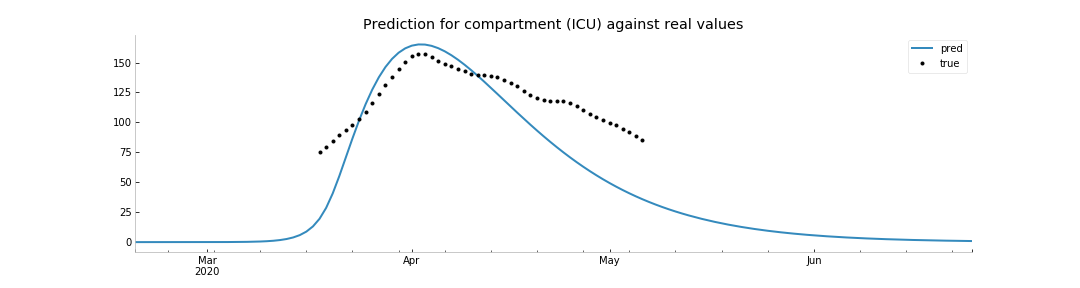 Prediction for compartment (ICU) against real values
pred
true
150
125
100
75
50
25
0
Mar
2020
Apr
May
Jun